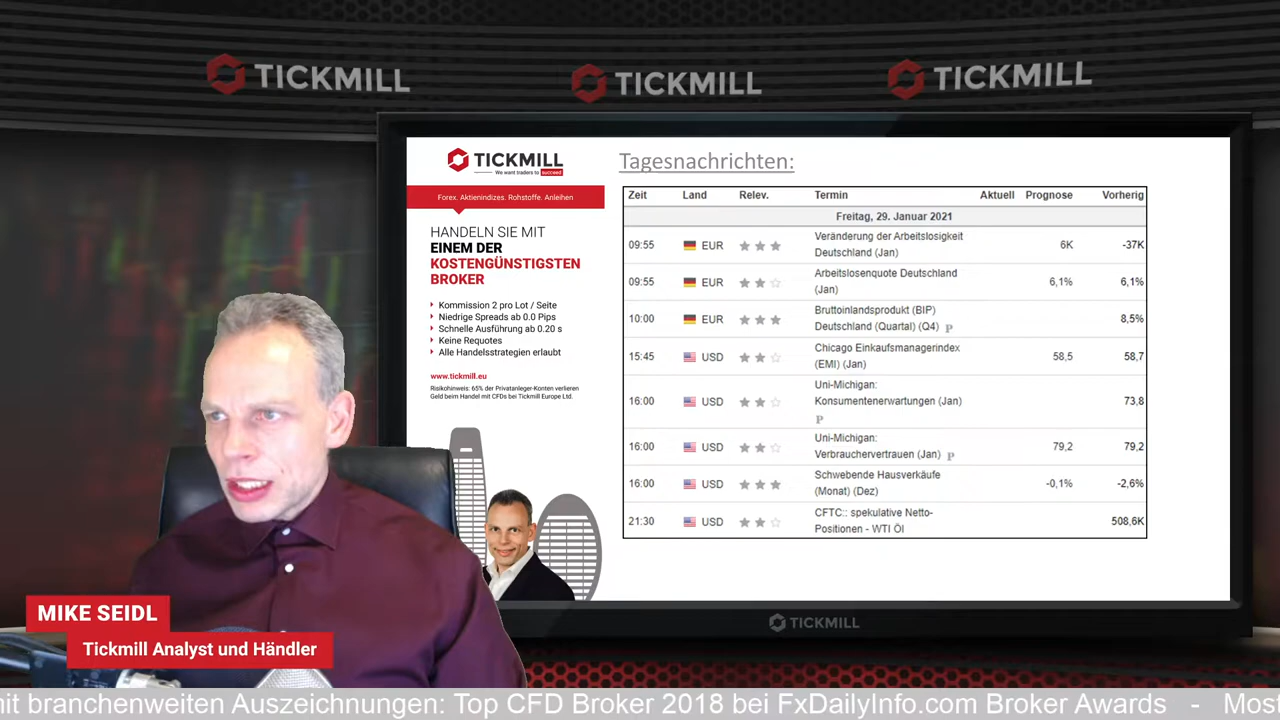 TICKMILL
TICKMILL
TICKMILL
TICKMILL
We want traders to succeed
Forex. Aktienindizes. Rohstoffe. Anleihen
HANDELN SIE MIT
EINEM DER
KOSTENGÜNSTIGSTEN
BROKER
Kommission 2 pro Lot / Seite
Niedrige Spreads ab 0.0 Pips
Schnelle Ausführung ab 0.20 s
Keine Requotes
Alle Handelsstrategien erlaubt
www.tickmill.eu
Risikohinweis: 65% der Privatanleger-Konten verlieren
Geld beim Handel mit CFDs bei Tickmill Europe Ltd.
Tagesnachrichten:
Zeit Land Relev. Termin Aktuell Prognose Vorherig
Freitag, 29. Januar 2021
09:55 EUR Veränderung der Arbeitslosigkeit 6K -37K
Deutschland (Jan)
09:55 EUR Arbeitslosenquote Deutschland 6,1% 6,1%
(Jan)
10:00 EUR Bruttoinlandsprodukt (BIP) 8,5%
Deutschland (Quartal) (Q4) P
15:45 USD Chicago Einkaufsmanagerindex 58,5 58,7
(EMI) (Jan)
16:00 USD Uni-Michigan: 73,8
Konsumentenerwartungen (Jan)
P
16:00 USD Uni-Michigan: 79,2 79,2
Verbrauchervertrauen (Jan) P
16:00 USD Schwebende Hausverkäufe -0,1% -2,6%
(Monat) (Dez)
21:30 USD CFTC:: spekulative Netto- 508,6K
Positionen - WTI Öl
TICKMILL
MIKE SEIDL
Tickmill Analyst und Händler
branchenweiten Auszeichnungen: Top CFD Broker 2018 bei FxDailyInfo.com Broker Awards -